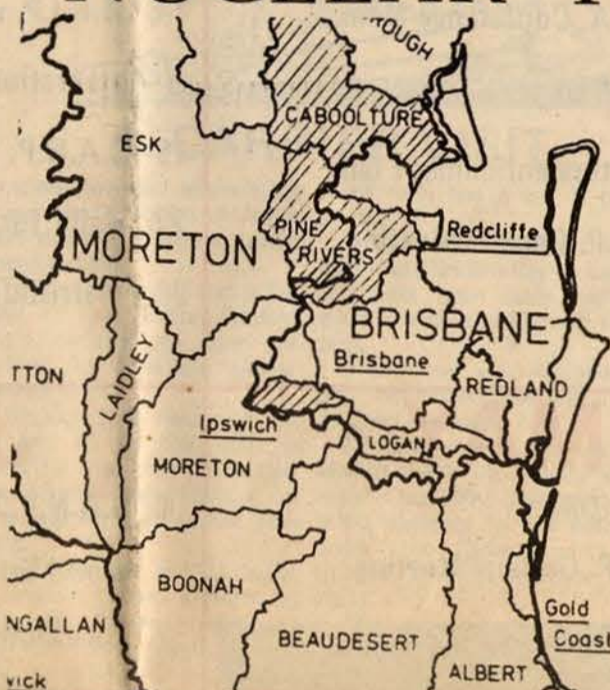 ROUGH
CABOOLTURE
ESK
PINE
RIVERS
Redcliffe
MORETON
BRISBANE
Brisbane
TTON
LAIDLEY
REDLAND
Ipswich
LOGAN
MORETON
BOONAH
NGALLAN
BEAUDESERT
Gold
Coast
ALBERT
wick